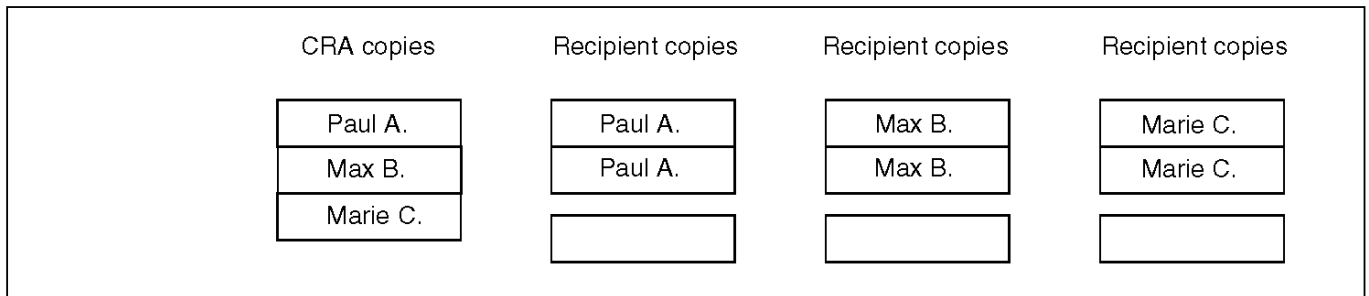 CRA copies Recipient copies Recipient copies Recipient copies
Paul A. Paul A. Max B. Marie C.
Max B. Paul A. Max B. Marie C.
Marie C.